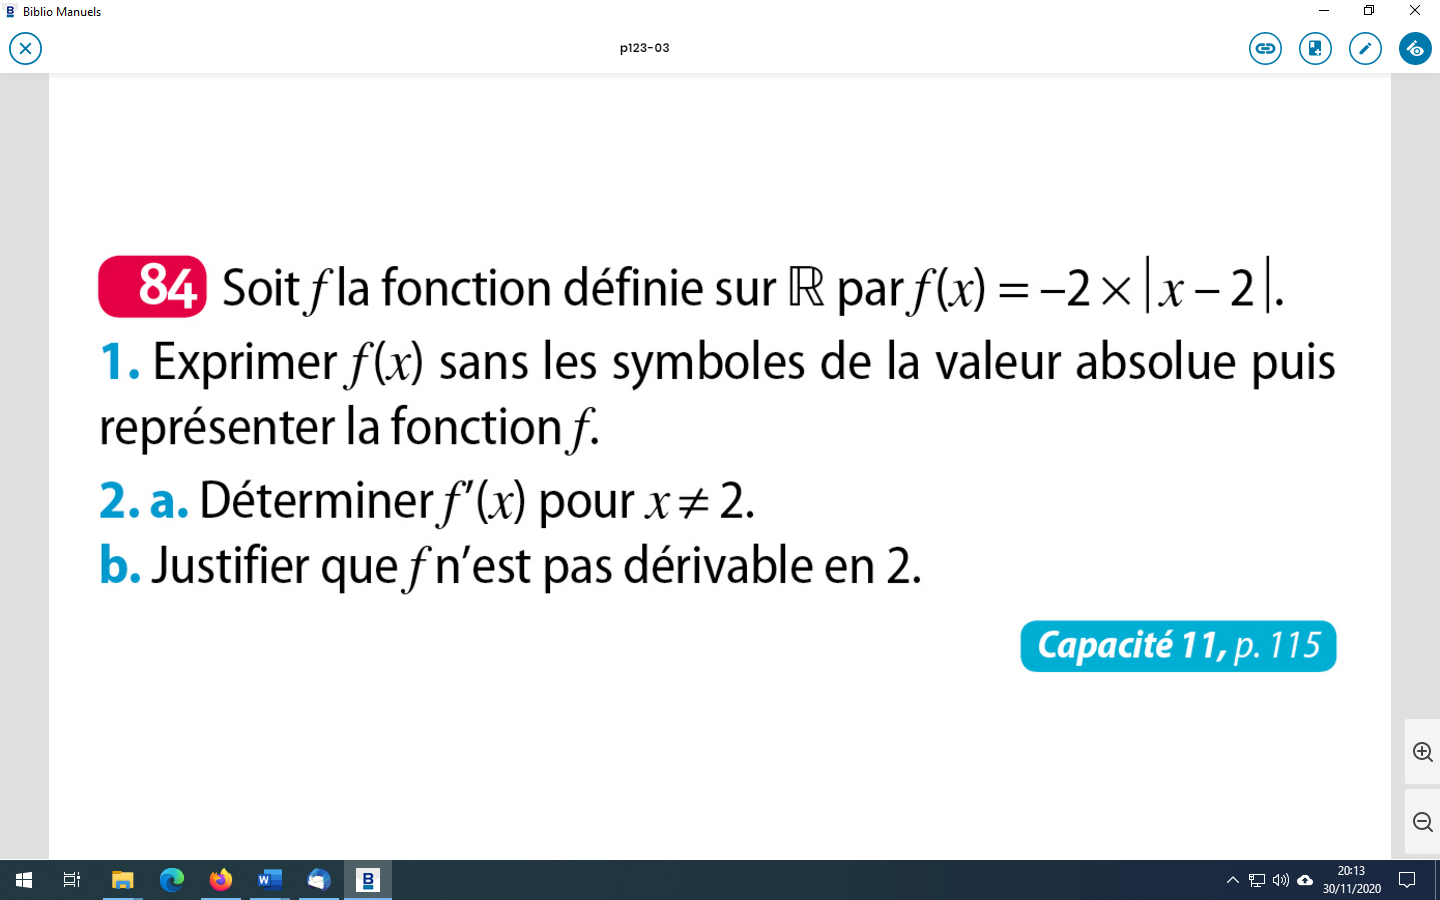 Biblio Manuels
p123-03
84 Soit f la fonction définie sur ℝ par f(x) = –2 × |x – 2|.
1. Exprimer f(x) sans les symboles de la valeur absolue puis
représenter la fonction f.
2. a. Déterminer f′(x) pour x ≠ 2.
b. Justifier que f n’est pas dérivable en 2.
Capacité 11, p. 115
20:13
30/11/2020